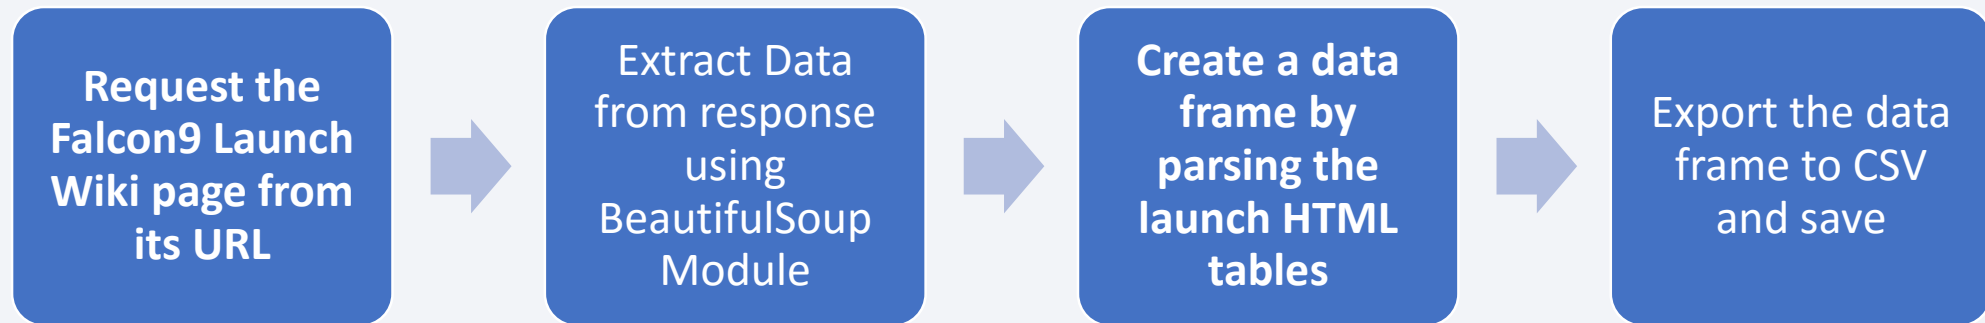 Request the
Falcon9 Launch
Wiki page from
its URL
Extract Data
from response
using
BeautifulSoup
Module
Create a data
frame by
parsing the
launch HTML
tables
Export the data
frame to CSV
and save